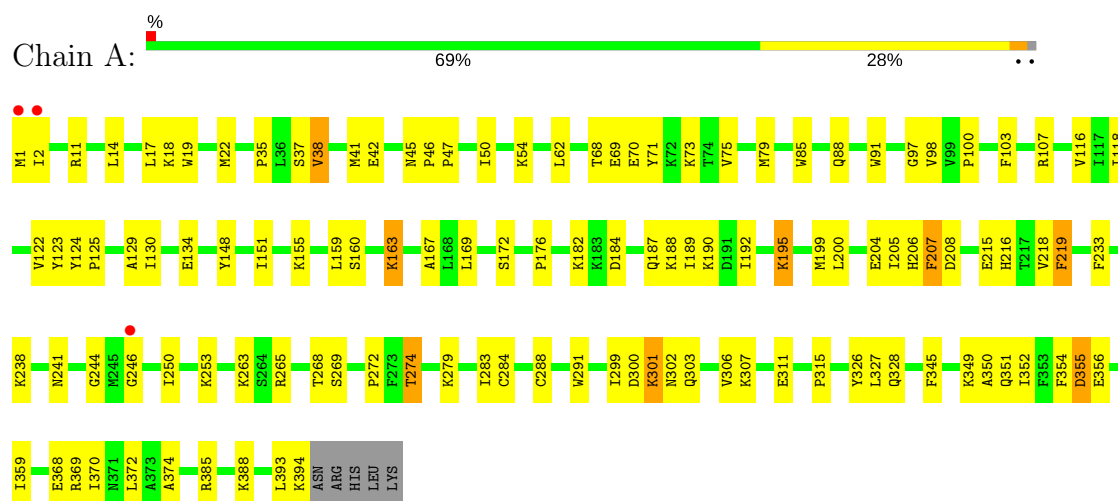 %
Chain A:
69%
28%
• •
M1 I2 R11 L14 L17 K18 W19 M22 P35 L36 S37 V38 M41 E42 N45 P46 P47 I50 K54 L62 T68 E69 E70 Y71 K72 K73 T74 V75 M79 W85 Q88 W91 G97 V98 V99 P100 F103 R107 V116 I117 I118
V122 Y123 Y124 P125 A129 I130 E134 Y148 I151 K155 L159 S160 K163 A167 L168 L169 S172 P176 K182 K183 D184 Q187 K188 I189 K190 D191 I192 K195 M199 L200 E204 I205 H206 F207 D208 E215 H216 T217 V218 F219 F233
K238 N241 G244 M245 G246 I250 K253 K263 S264 R265 T268 S269 P272 F273 T274 K279 I283 C284 C288 W291 I299 D300 K301 N302 Q303 V306 K307 E311 P315 Y326 L327 Q328 F345 K349 A350 Q351 I352 F353 F354 D355 E356
I359 E368 R369 I370 N371 L372 A373 A374 R385 K388 L393 K394 ASN ARG HIS LEU LYS